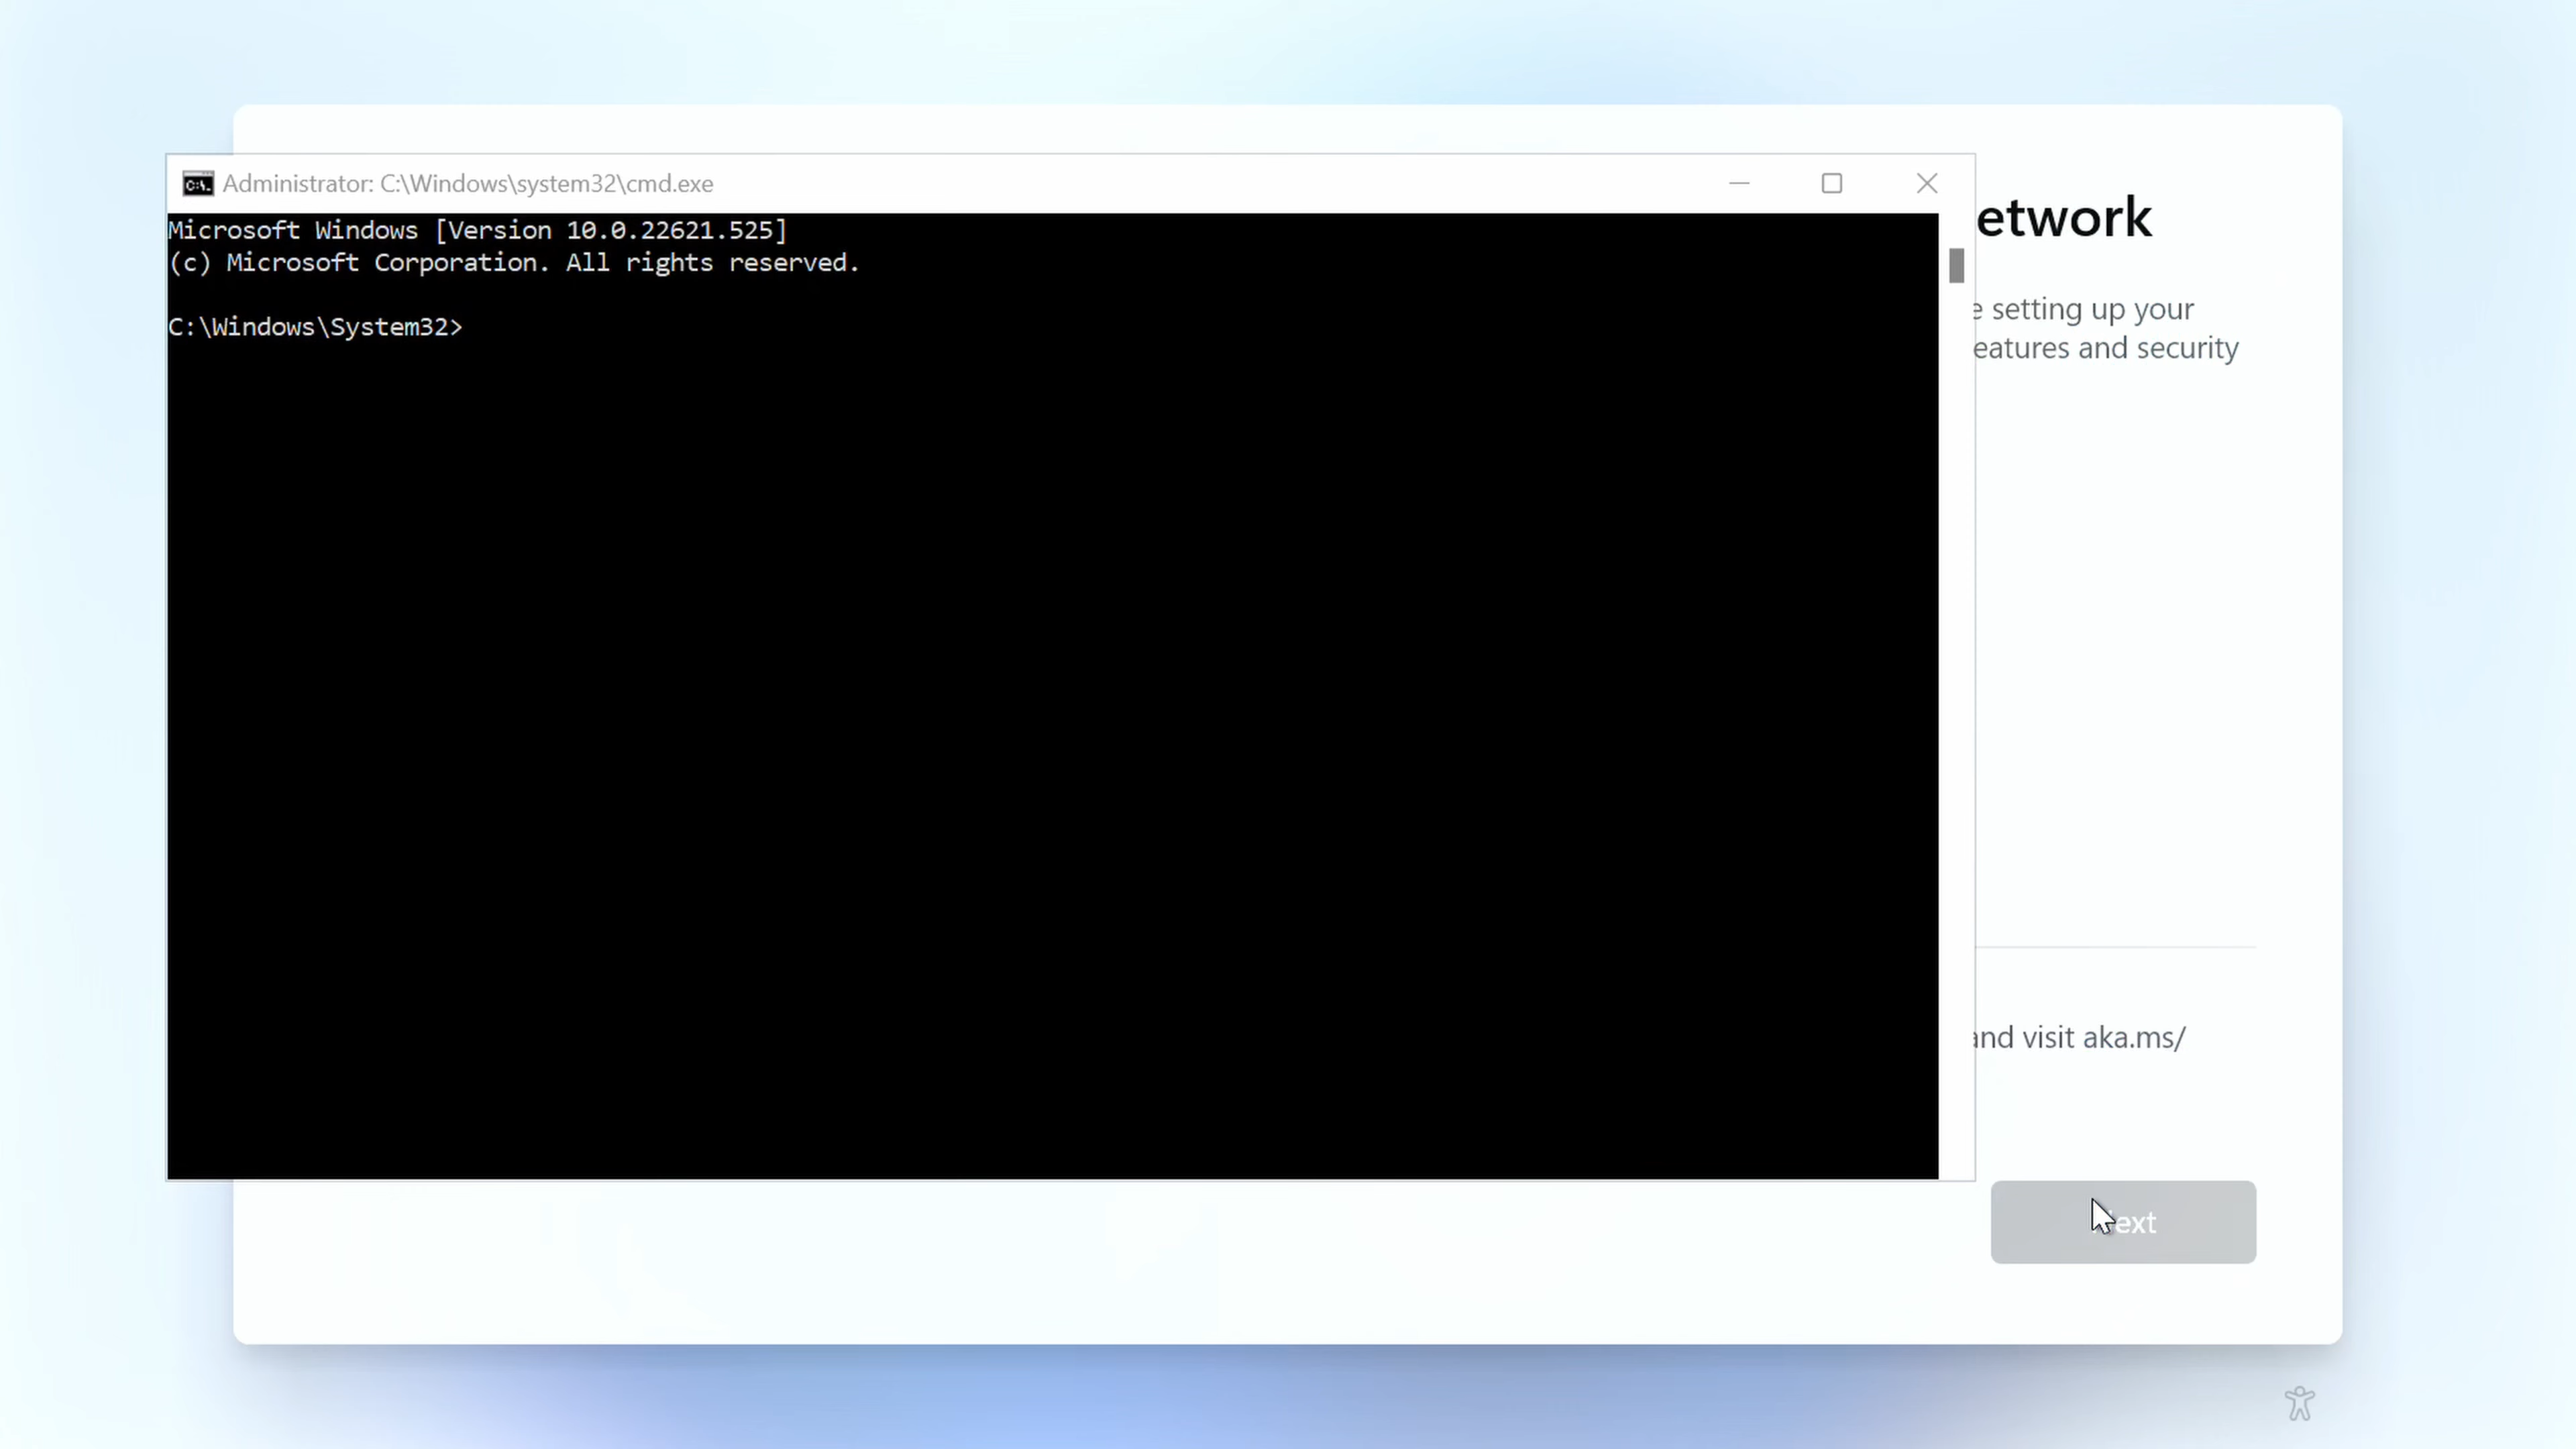 Administrator: C:\Windows\system32\cmd.exe
Microsoft Windows [Version 10.0.22621.525]
(c) Microsoft Corporation. All rights reserved.
C:\Windows\System32>
etwork
setting up your
eatures and security
and visit aka.ms/
ext